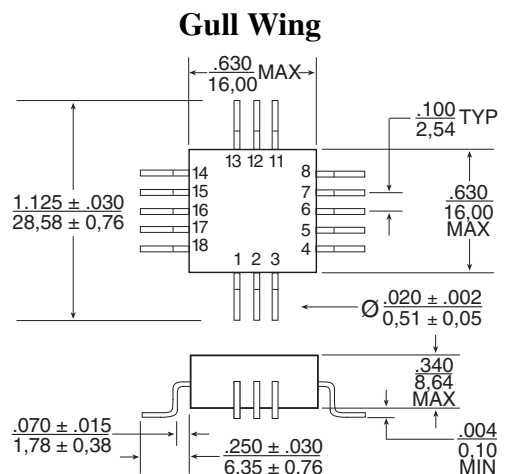 Gull Wing
.630
16,00
MAX
.100
2,54
TYP
13 12 11
14
15
16
17
18
8
7
6
5
4
1 2 3
1.125 ± .030
28,58 ± 0,76
.630
16,00
MAX
Ø .020 ± .002
0,51 ± 0,05
.340
8,64
MAX
.070 ± .015
1,78 ± 0,38
.250 ± .030
6,35 ± 0,76
.004
0,10
MIN